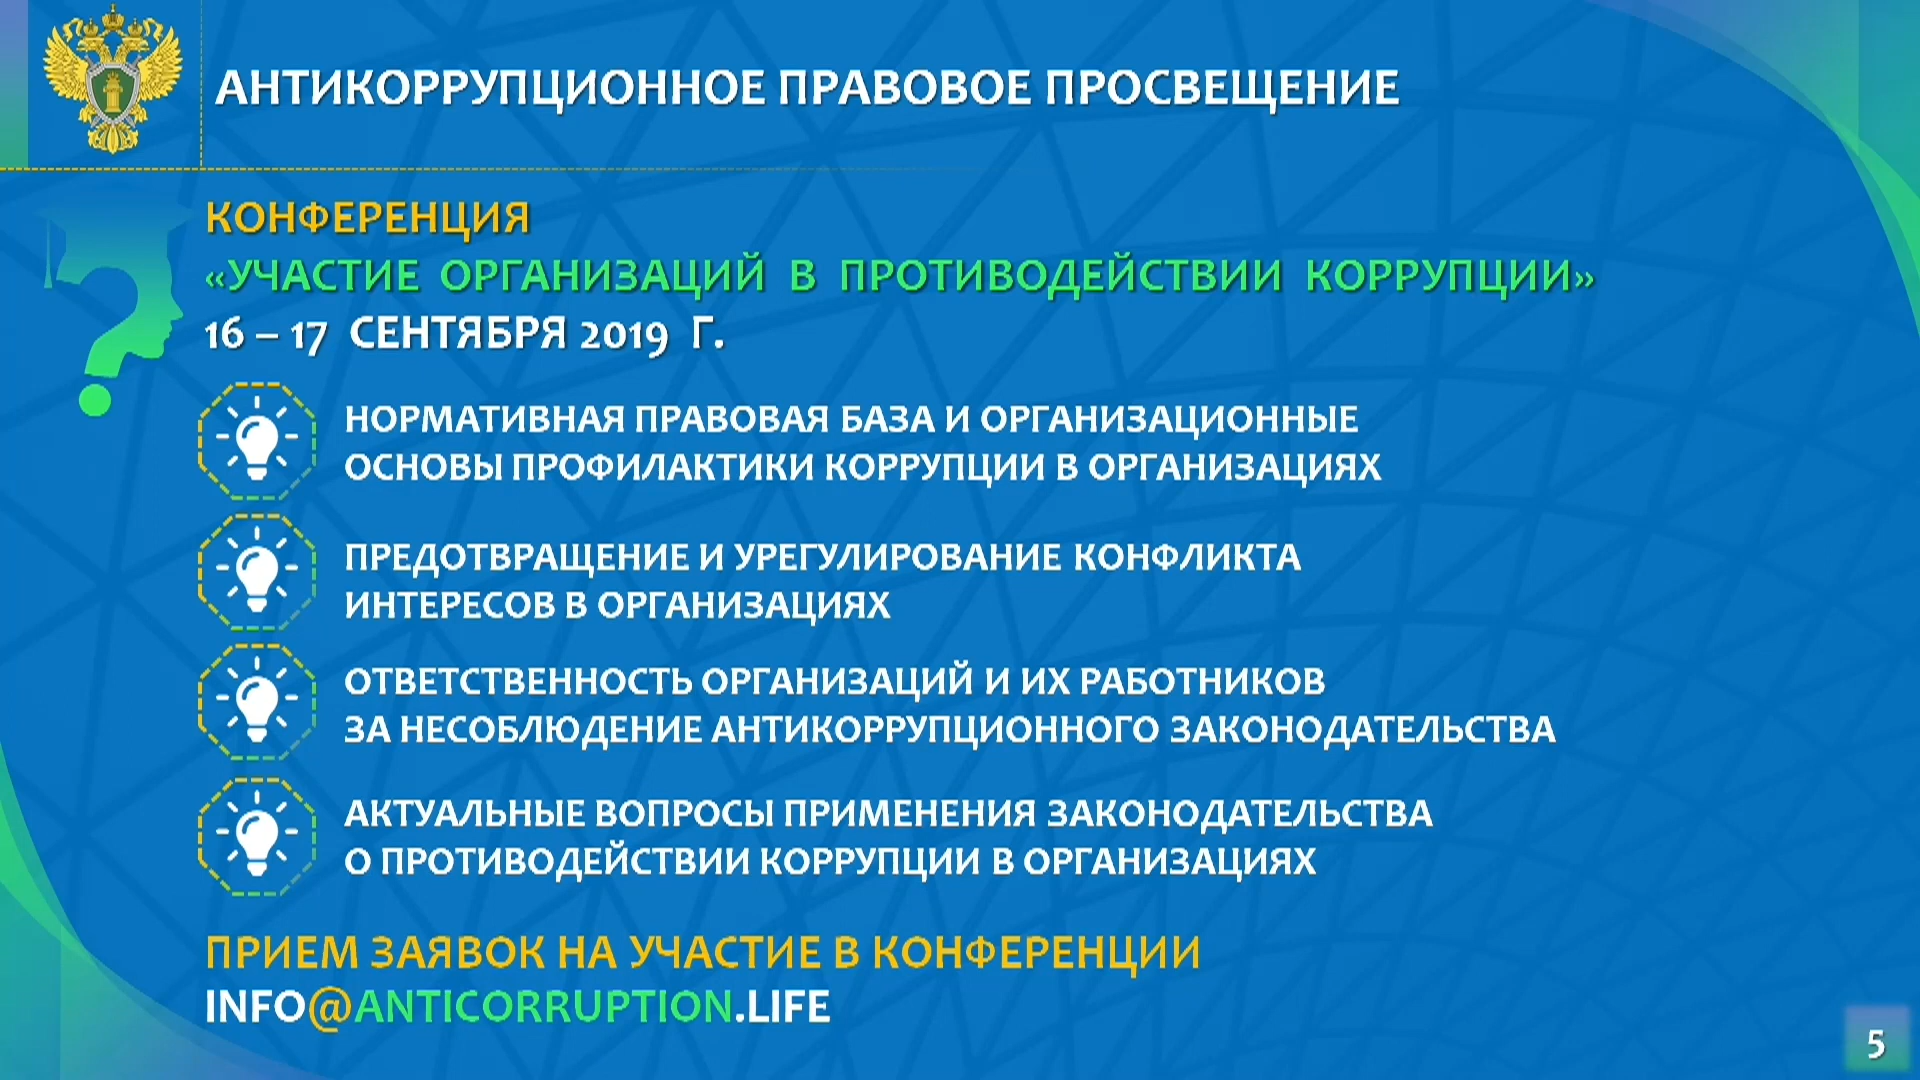 АНТИКОРРУПЦИОННОЕ ПРАВОВОЕ ПРОСВЕЩЕНИЕ
КОНФЕРЕНЦИЯ
«УЧАСТИЕ ОРГАНИЗАЦИЙ В ПРОТИВОДЕЙСТВИИ КОРРУПЦИИ»
16 – 17 СЕНТЯБРЯ 2019 Г.
НОРМАТИВНАЯ ПРАВОВАЯ БАЗА И ОРГАНИЗАЦИОННЫЕ
ОСНОВЫ ПРОФИЛАКТИКИ КОРРУПЦИИ В ОРГАНИЗАЦИЯХ
ПРЕДОТВРАЩЕНИЕ И УРЕГУЛИРОВАНИЕ КОНФЛИКТА
ИНТЕРЕСОВ В ОРГАНИЗАЦИЯХ
ОТВЕТСТВЕННОСТЬ ОРГАНИЗАЦИЙ И ИХ РАБОТНИКОВ
ЗА НЕСОБЛЮДЕНИЕ АНТИКОРРУПЦИОННОГО ЗАКОНОДАТЕЛЬСТВА
АКТУАЛЬНЫЕ ВОПРОСЫ ПРИМЕНЕНИЯ ЗАКОНОДАТЕЛЬСТВА
О ПРОТИВОДЕЙСТВИИ КОРРУПЦИИ В ОРГАНИЗАЦИЯХ
ПРИЕМ ЗАЯВОК НА УЧАСТИЕ В КОНФЕРЕНЦИИ
INFO@ANTICORRUPTION.LIFE
5